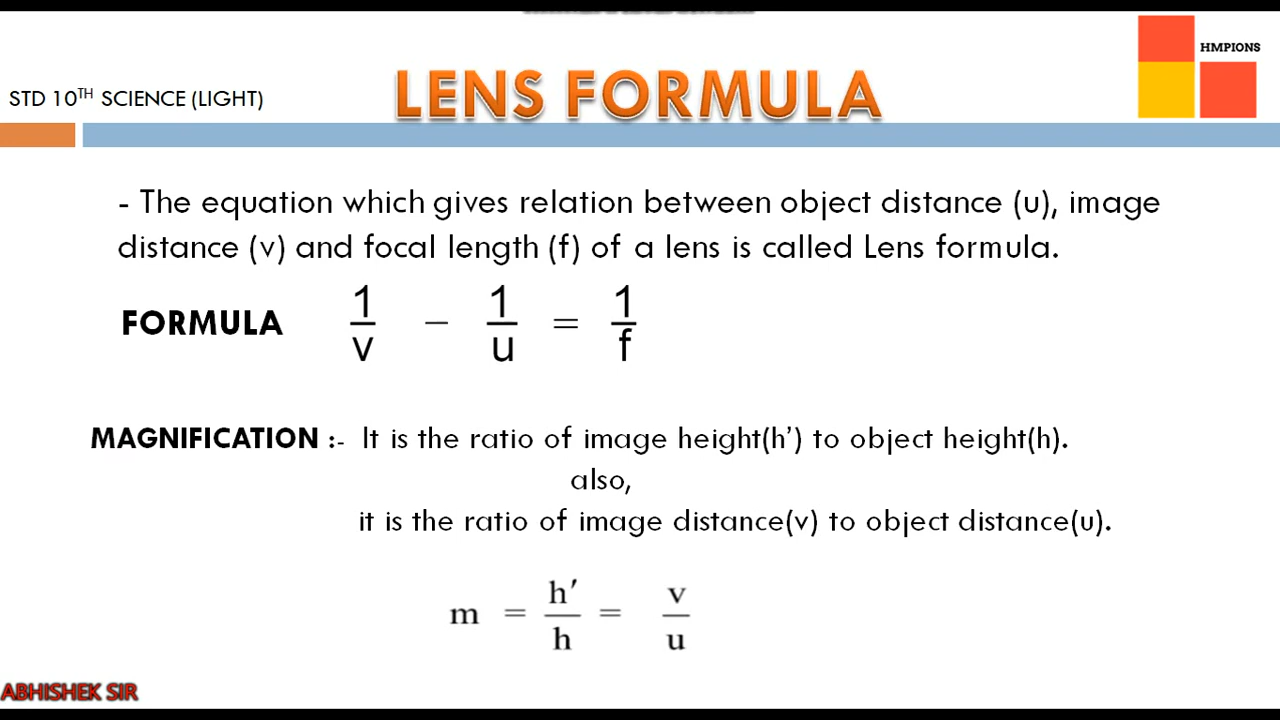 HMPIONS
STD 10TH SCIENCE (LIGHT)
LENS FORMULA
- The equation which gives relation between object distance (u), image
distance (v) and focal length (f) of a lens is called Lens formula.
FORMULA 1/v − 1/u = 1/f
MAGNIFICATION :- It is the ratio of image height(h’) to object height(h).
also,
it is the ratio of image distance(v) to object distance(u).
m = h′/h = v/u
ABHISHEK SIR